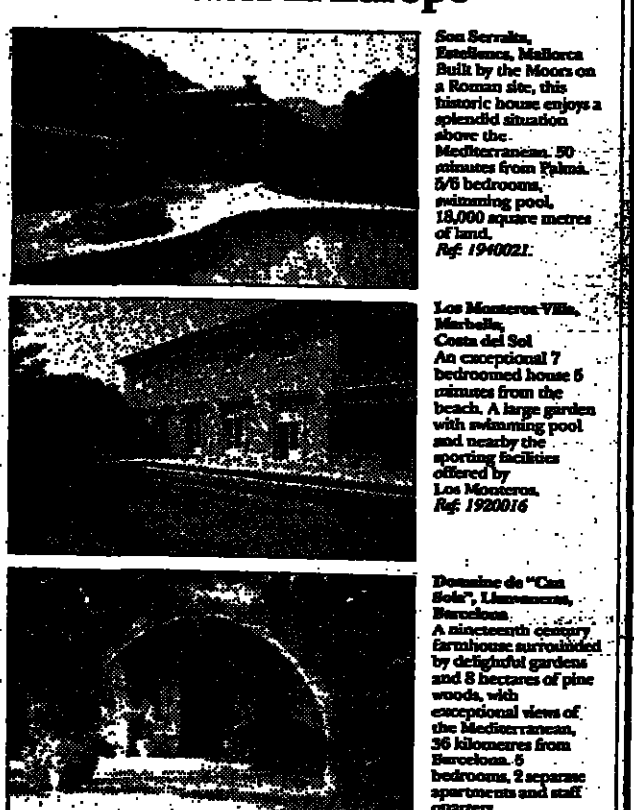 in Europe
Son Serralta,
Estellencs, Mallorca
Built by the Moors on
a Roman site, this
historic house enjoys a
splendid situation
above the
Mediterranean. 50
minutes from Palma.
5/6 bedrooms,
swimming pool,
18,000 square metres
of land.
Ref: 1940021.
Los Monteros Villa,
Marbella,
Costa del Sol
An exceptional 7
bedroomed house 6
minutes from the
beach. A large garden
with swimming pool
and nearby the
sporting facilities
offered by
Los Monteros.
Ref: 1920016
Domaine de "Can
Sola", Llavaneras,
Barcelona
A nineteenth century
farmhouse surrounded
by delightful gardens
and 8 hectares of pine
woods, with
exceptional views of
the Mediterranean,
36 kilometres from
Barcelona. 6
bedrooms, 2 separate
apartments and staff
quarters